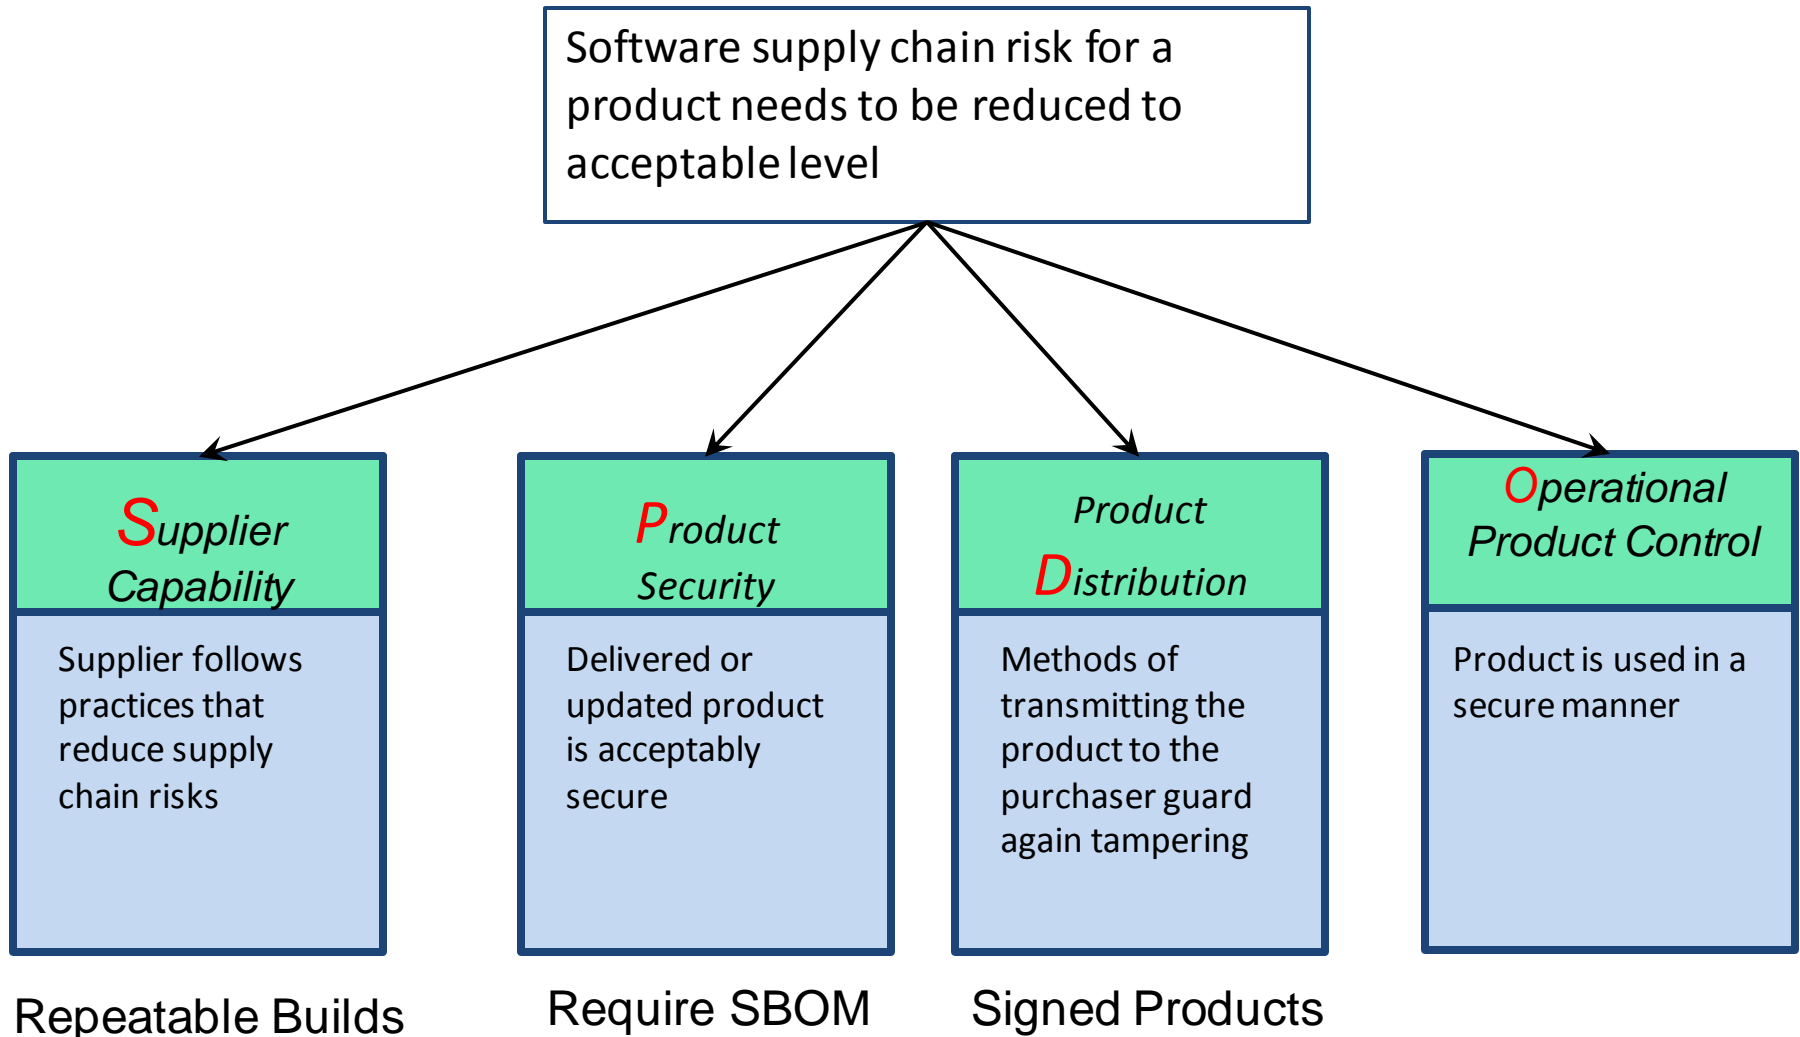 Software supply chain risk for a
product needs to be reduced to
acceptable level
Supplier
Capability
Supplier follows
practices that
reduce supply
chain risks
Repeatable Builds
Product
Security
Delivered or
updated product
is acceptably
secure
Require SBOM
Product
Distribution
Methods of
transmitting the
product to the
purchaser guard
again tampering
Signed Products
Operational
Product Control
Product is used in a
secure manner